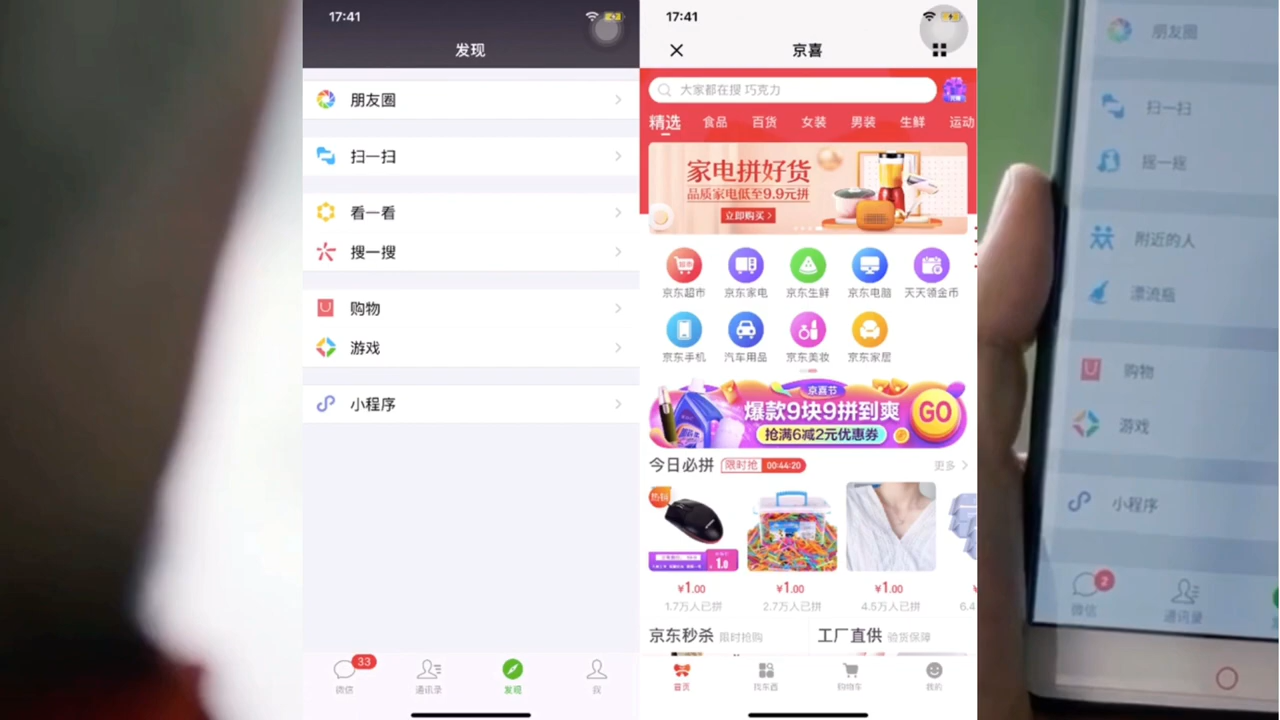 17:41
发现
朋友圈
扫一扫
看一看
搜一搜
购物
游戏
小程序
33
微信
通讯录
发现
我
17:41
京喜
大家都在搜 巧克力
精选 食品 百货 女装 男装 生鲜 运动
家电拼好货
品质家电低至9.9元拼
立即购买
京东超市 京东家电 京东生鲜 京东电脑 天天领金币
京东手机 汽车用品 京东美妆 京东家居
京喜节
爆款9块9拼到爽
GO
抢满6减2元优惠券
今日必拼 限时抢 00:44:20 更多
热销
1.0
¥1.00 ¥1.00 ¥1.00
1.7万人已拼 2.7万人已拼 4.5万人已拼 6.4
京东秒杀 限时抢购 工厂直供 验货保障
首页 找东西 购物车 我的
朋友圈
扫一扫
摇一摇
附近的人
漂流瓶
购物
游戏
小程序
2
微信
通讯录